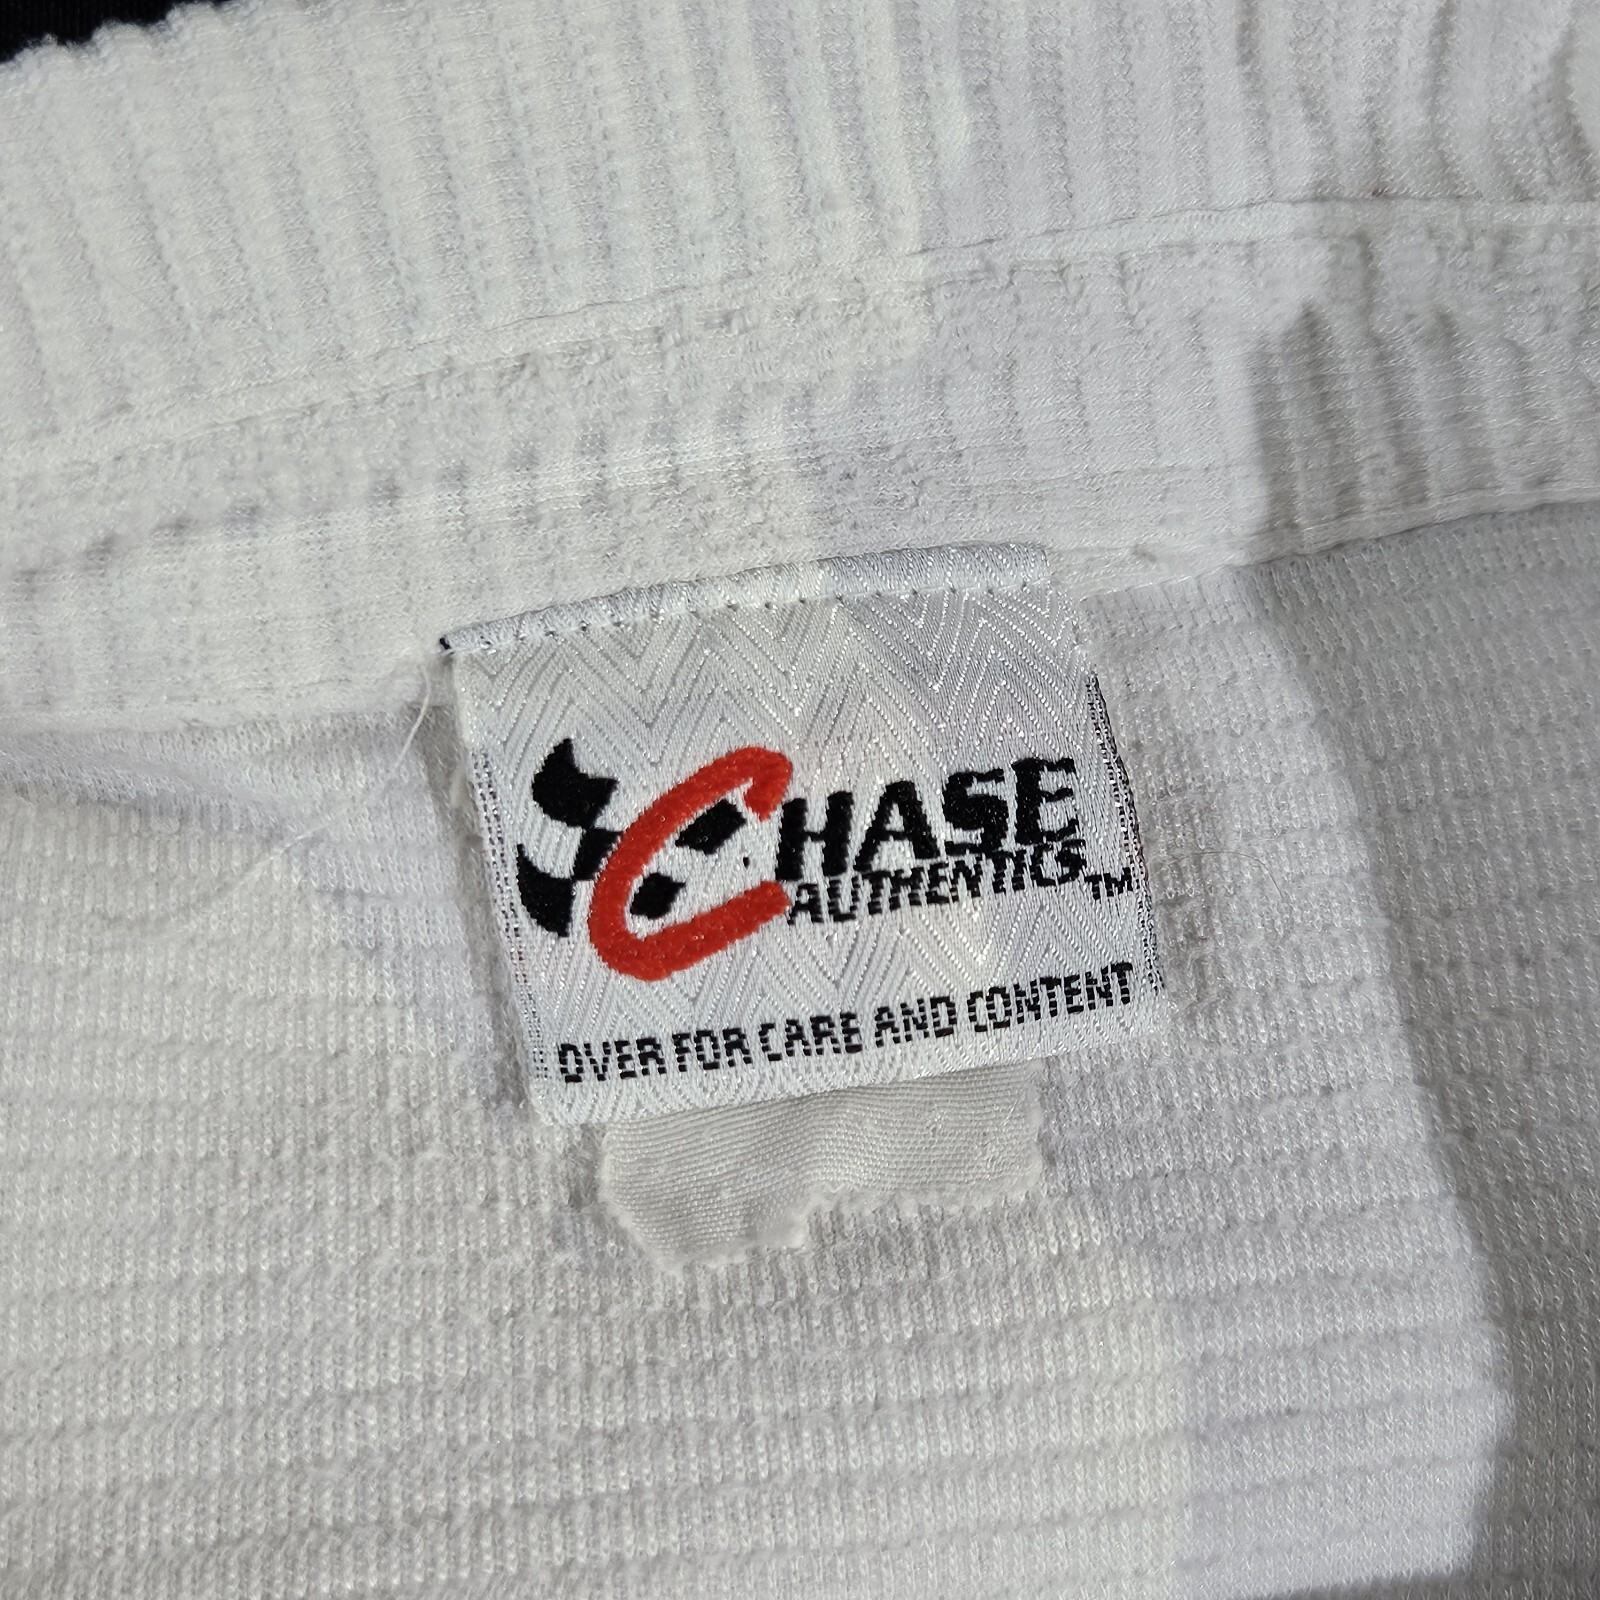 CHASE
AUTHENTICS™
OVER FOR CARE AND CONTENT